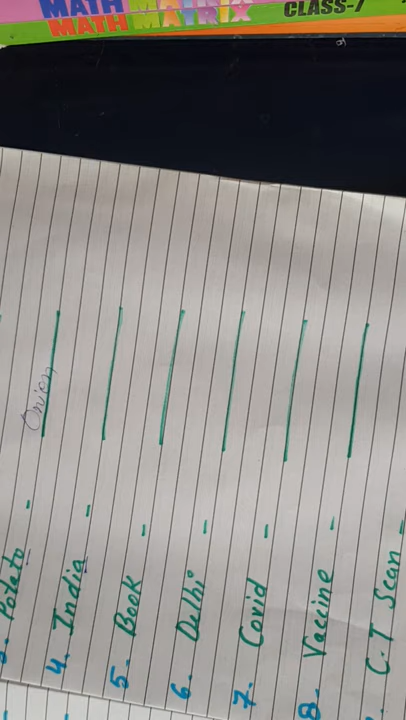 MATH MATRIX CLASS-7
MATH MATRIX
3. Potato - Onion
4. India -
5. Book -
6. Delhi -
7. Covid -
8. Vaccine -
C.T Scan -